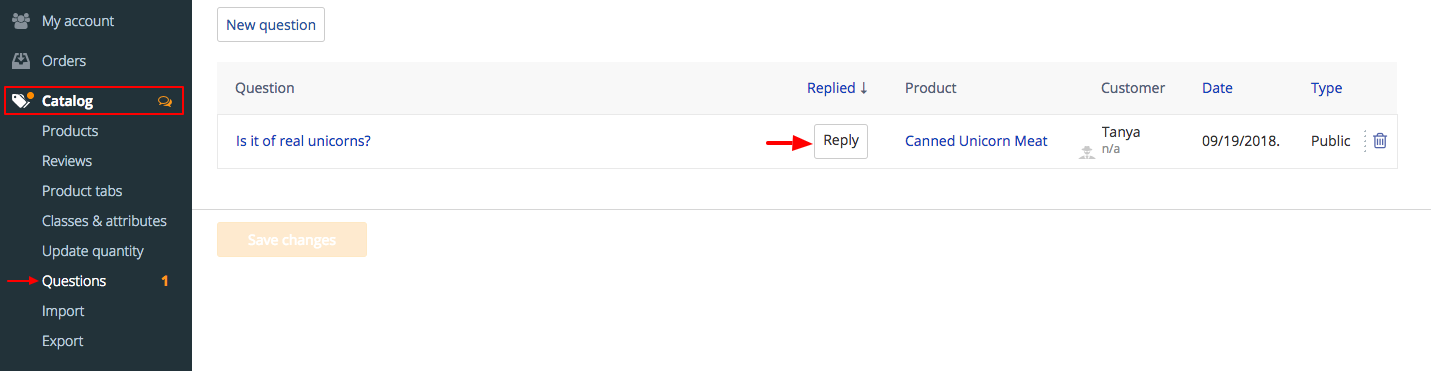 My account
Orders
Catalog
Products
Reviews
Product tabs
Classes & attributes
Update quantity
Questions 1
Import
Export
New question
Question Replied ↓ Product Customer Date Type
Is it of real unicorns? Reply Canned Unicorn Meat Tanya 09/19/2018. Public
n/a
Save changes